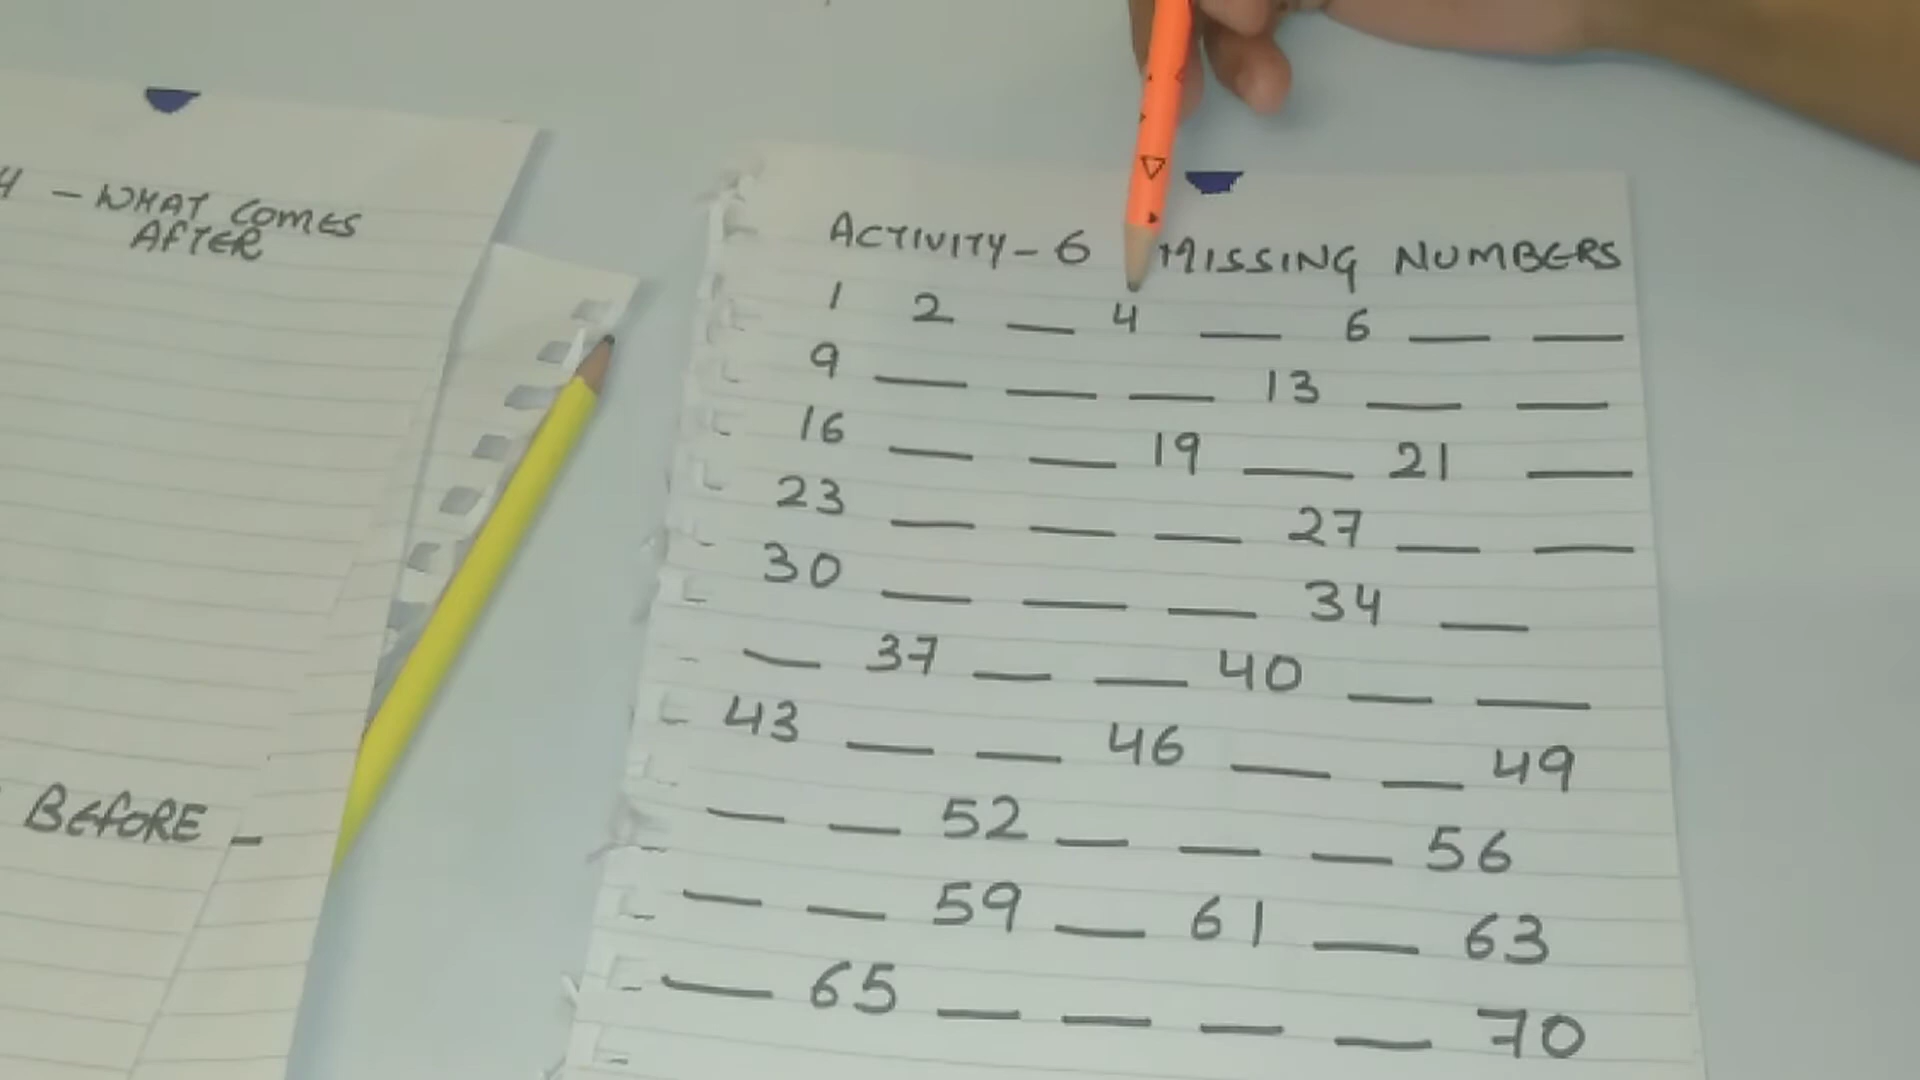 4 - WHAT COMES
AFTER
BEFORE -
ACTIVITY - 6 MISSING NUMBERS
1 2 __ 4 __ 6 __ __
9 __ __ __ 13 __ __
16 __ __ 19 __ 21 __
23 __ __ __ 27 __ __
30 __ __ __ 34 __
__ 37 __ __ 40 __ __
43 __ __ 46 __ __ 49
__ __ 52 __ __ __ 56
__ __ 59 __ 61 __ 63
__ 65 __ __ __ __ 70